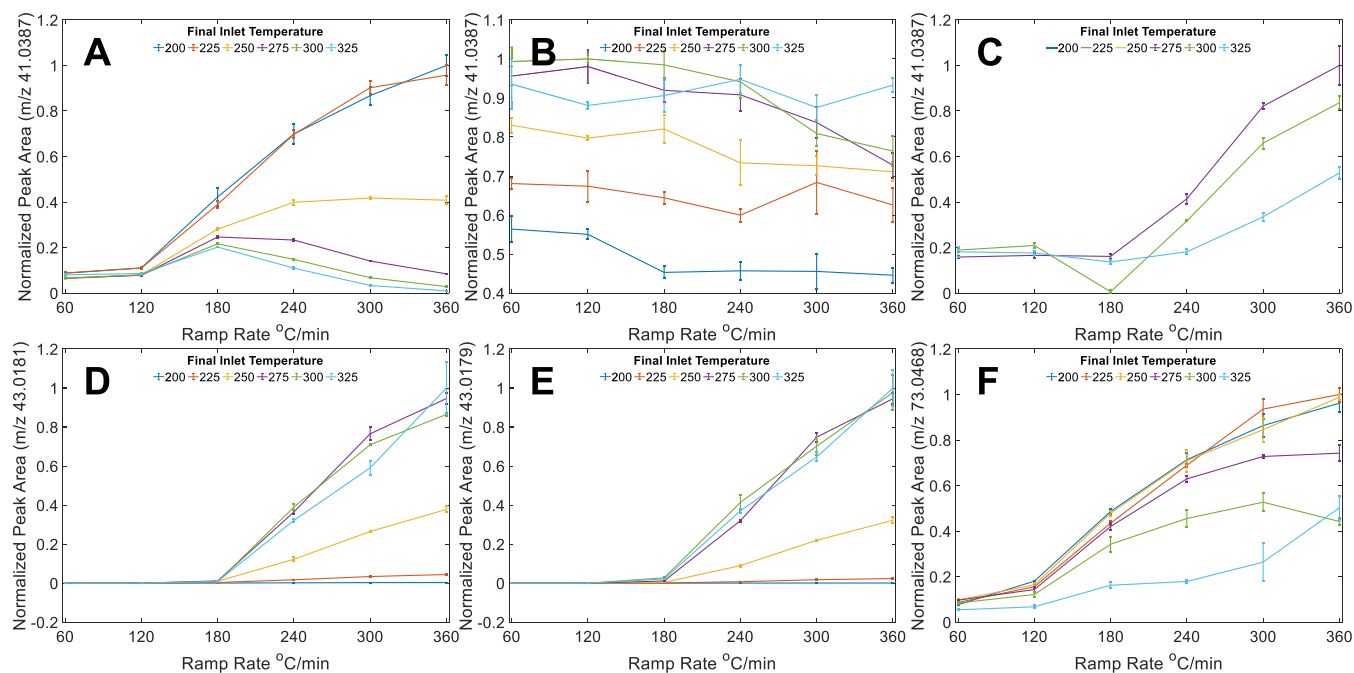 A
Final Inlet Temperature
200 225 250 275 300 325
Normalized Peak Area (m/z 41.0387)
1.2
1
0.8
0.6
0.4
0.2
0
60 120 180 240 300 360
Ramp Rate °C/min
B
Final Inlet Temperature
200 225 250 275 300 325
Normalized Peak Area (m/z 41.0387)
1.1
1
0.9
0.8
0.7
0.6
0.5
0.4
60 120 180 240 300 360
Ramp Rate °C/min
C
Final Inlet Temperature
200 225 250 275 300 325
Normalized Peak Area (m/z 41.0387)
1.2
1
0.8
0.6
0.4
0.2
0
60 120 180 240 300 360
Ramp Rate °C/min
D
Final Inlet Temperature
200 225 250 275 300 325
Normalized Peak Area (m/z 43.0181)
1.2
1
0.8
0.6
0.4
0.2
0
-0.2
60 120 180 240 300 360
Ramp Rate °C/min
E
Final Inlet Temperature
200 225 250 275 300 325
Normalized Peak Area (m/z 43.0179)
1.2
1
0.8
0.6
0.4
0.2
0
-0.2
60 120 180 240 300 360
Ramp Rate °C/min
F
Final Inlet Temperature
200 225 250 275 300 325
Normalized Peak Area (m/z 73.0468)
1.2
1
0.8
0.6
0.4
0.2
0
60 120 180 240 300 360
Ramp Rate °C/min